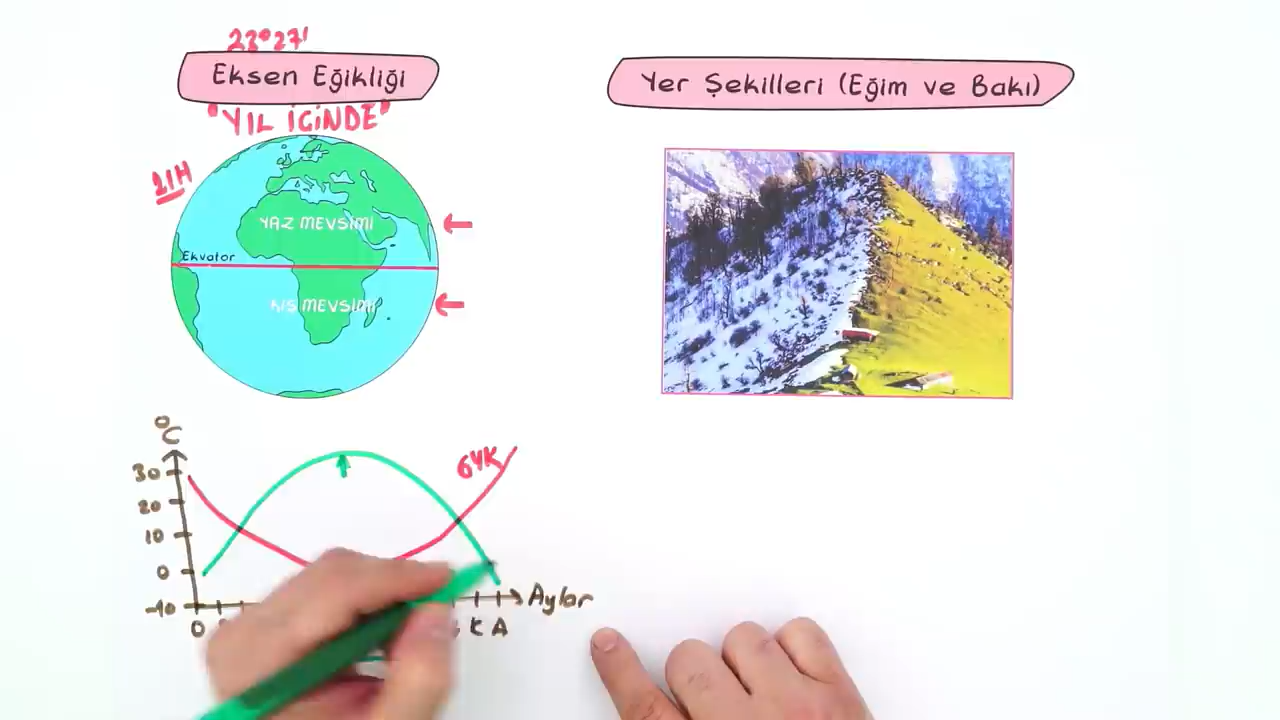 23°27'
Eksen Eğikliği
"YIL İÇİNDE"
21H
YAZ MEVSİMİ
Ekvator
KIŞ MEVSİMİ
Yer Şekilleri (Eğim ve Bakı)
°C
30
20
10
0
-10
GYK
Aylar
O
K A